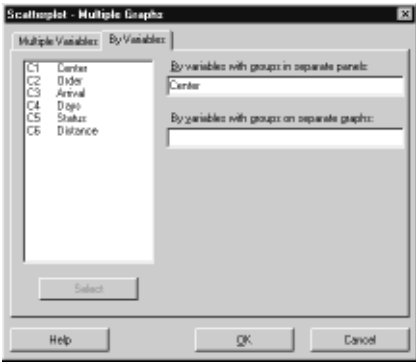 Scatterplot - Multiple Graphs
Multiple Variables By Variables
C1 Center
C2 Order
C3 Arrival
C4 Days
C5 Status
C6 Distance
By variables with groups in separate panels:
Center
By variables with groups on separate graphs:
Select
Help OK Cancel